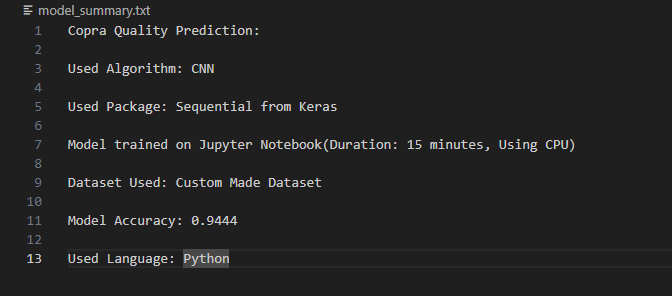 model_summary.txt
1 Copra Quality Prediction:
2
3 Used Algorithm: CNN
4
5 Used Package: Sequential from Keras
6
7 Model trained on Jupyter Notebook(Duration: 15 minutes, Using CPU)
8
9 Dataset Used: Custom Made Dataset
10
11 Model Accuracy: 0.9444
12
13 Used Language: Python